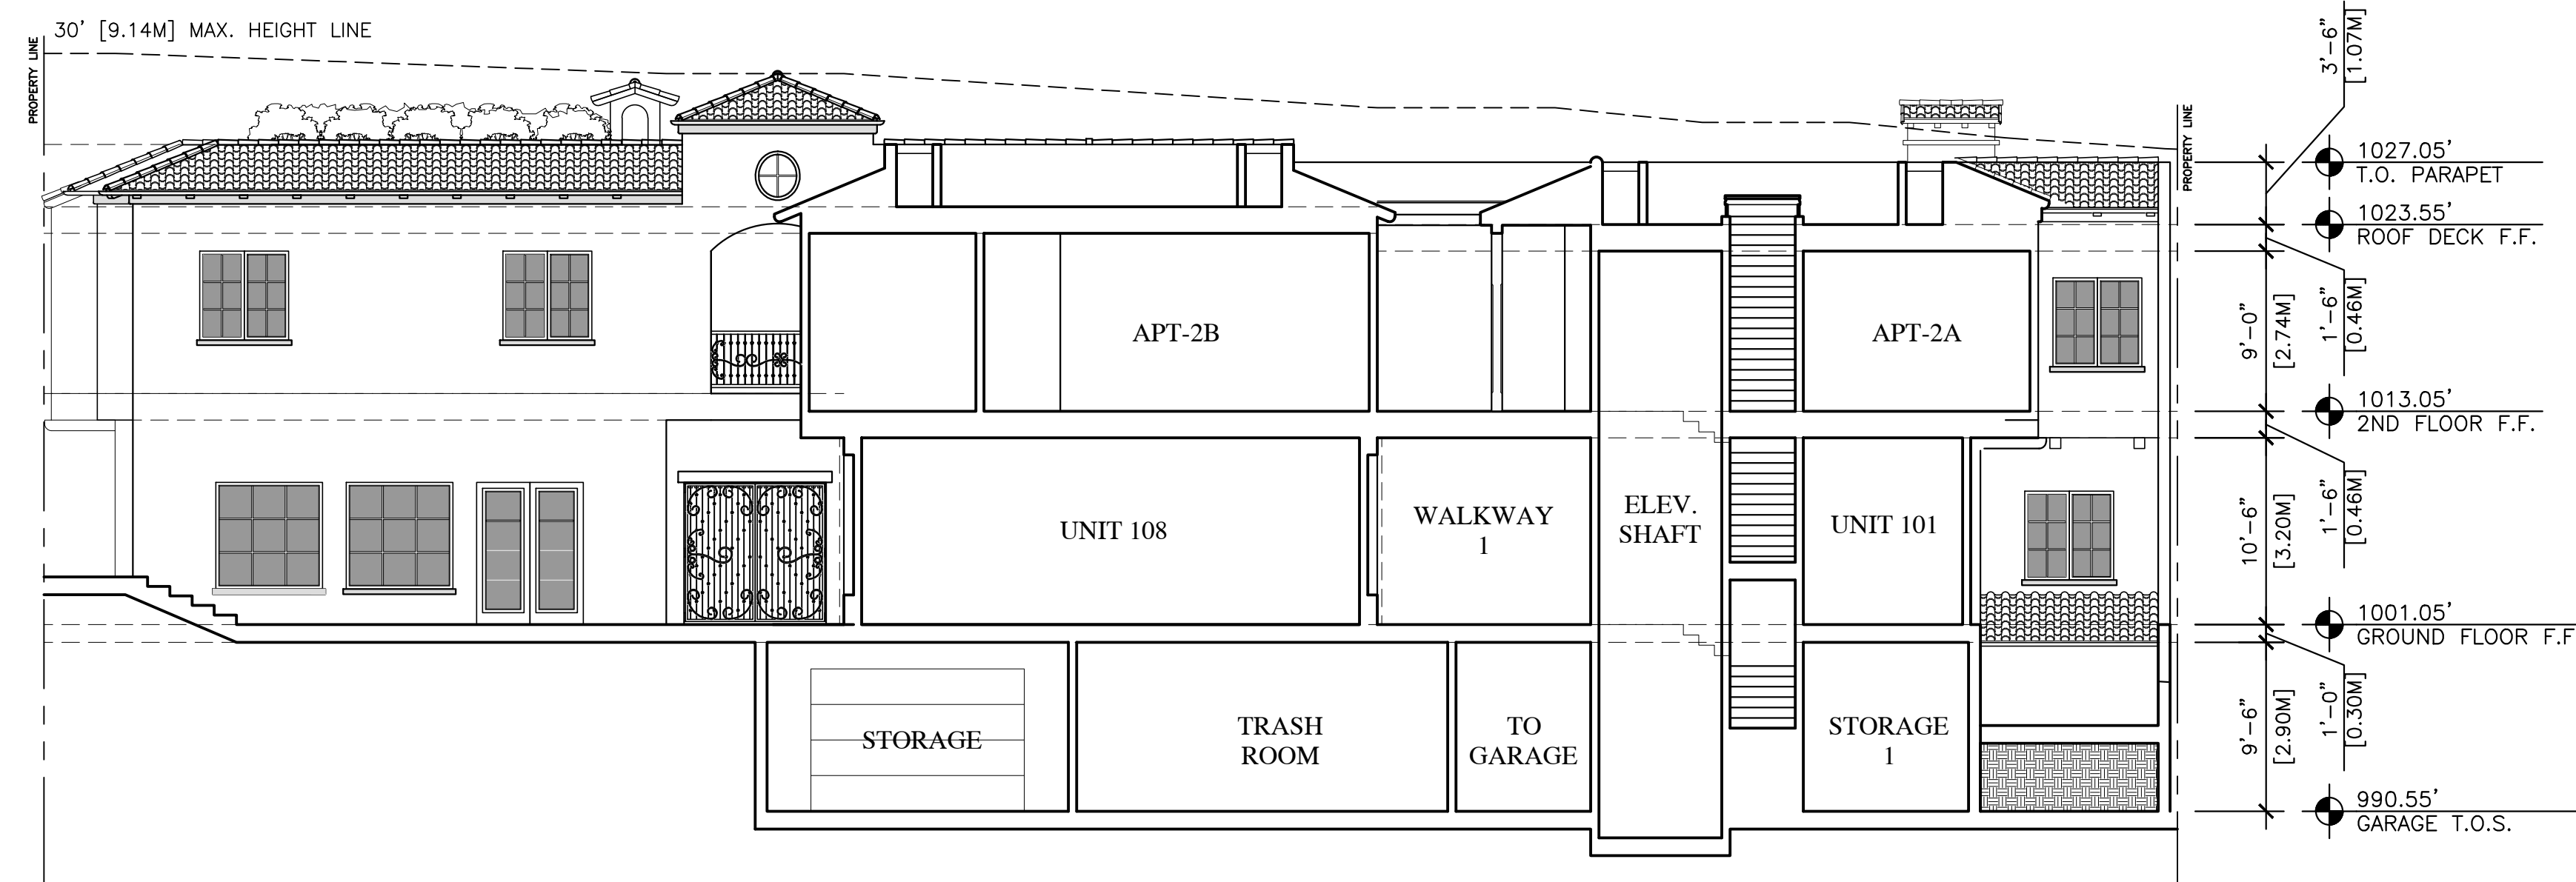 30' [9.14M] MAX. HEIGHT LINE
PROPERTY LINE
PROPERTY LINE
3'-6"
[1.07M]
1027.05'
T.O. PARAPET
1023.55'
ROOF DECK F.F.
1'-6"
[0.46M]
9'-0"
[2.74M]
APT-2B
APT-2A
1013.05'
2ND FLOOR F.F.
1'-6"
[0.46M]
10'-6"
[3.20M]
UNIT 108
WALKWAY
1
ELEV.
SHAFT
UNIT 101
1001.05'
GROUND FLOOR F.F
1'-0"
[0.30M]
9'-6"
[2.90M]
STORAGE
TRASH
ROOM
TO
GARAGE
STORAGE
1
990.55'
GARAGE T.O.S.